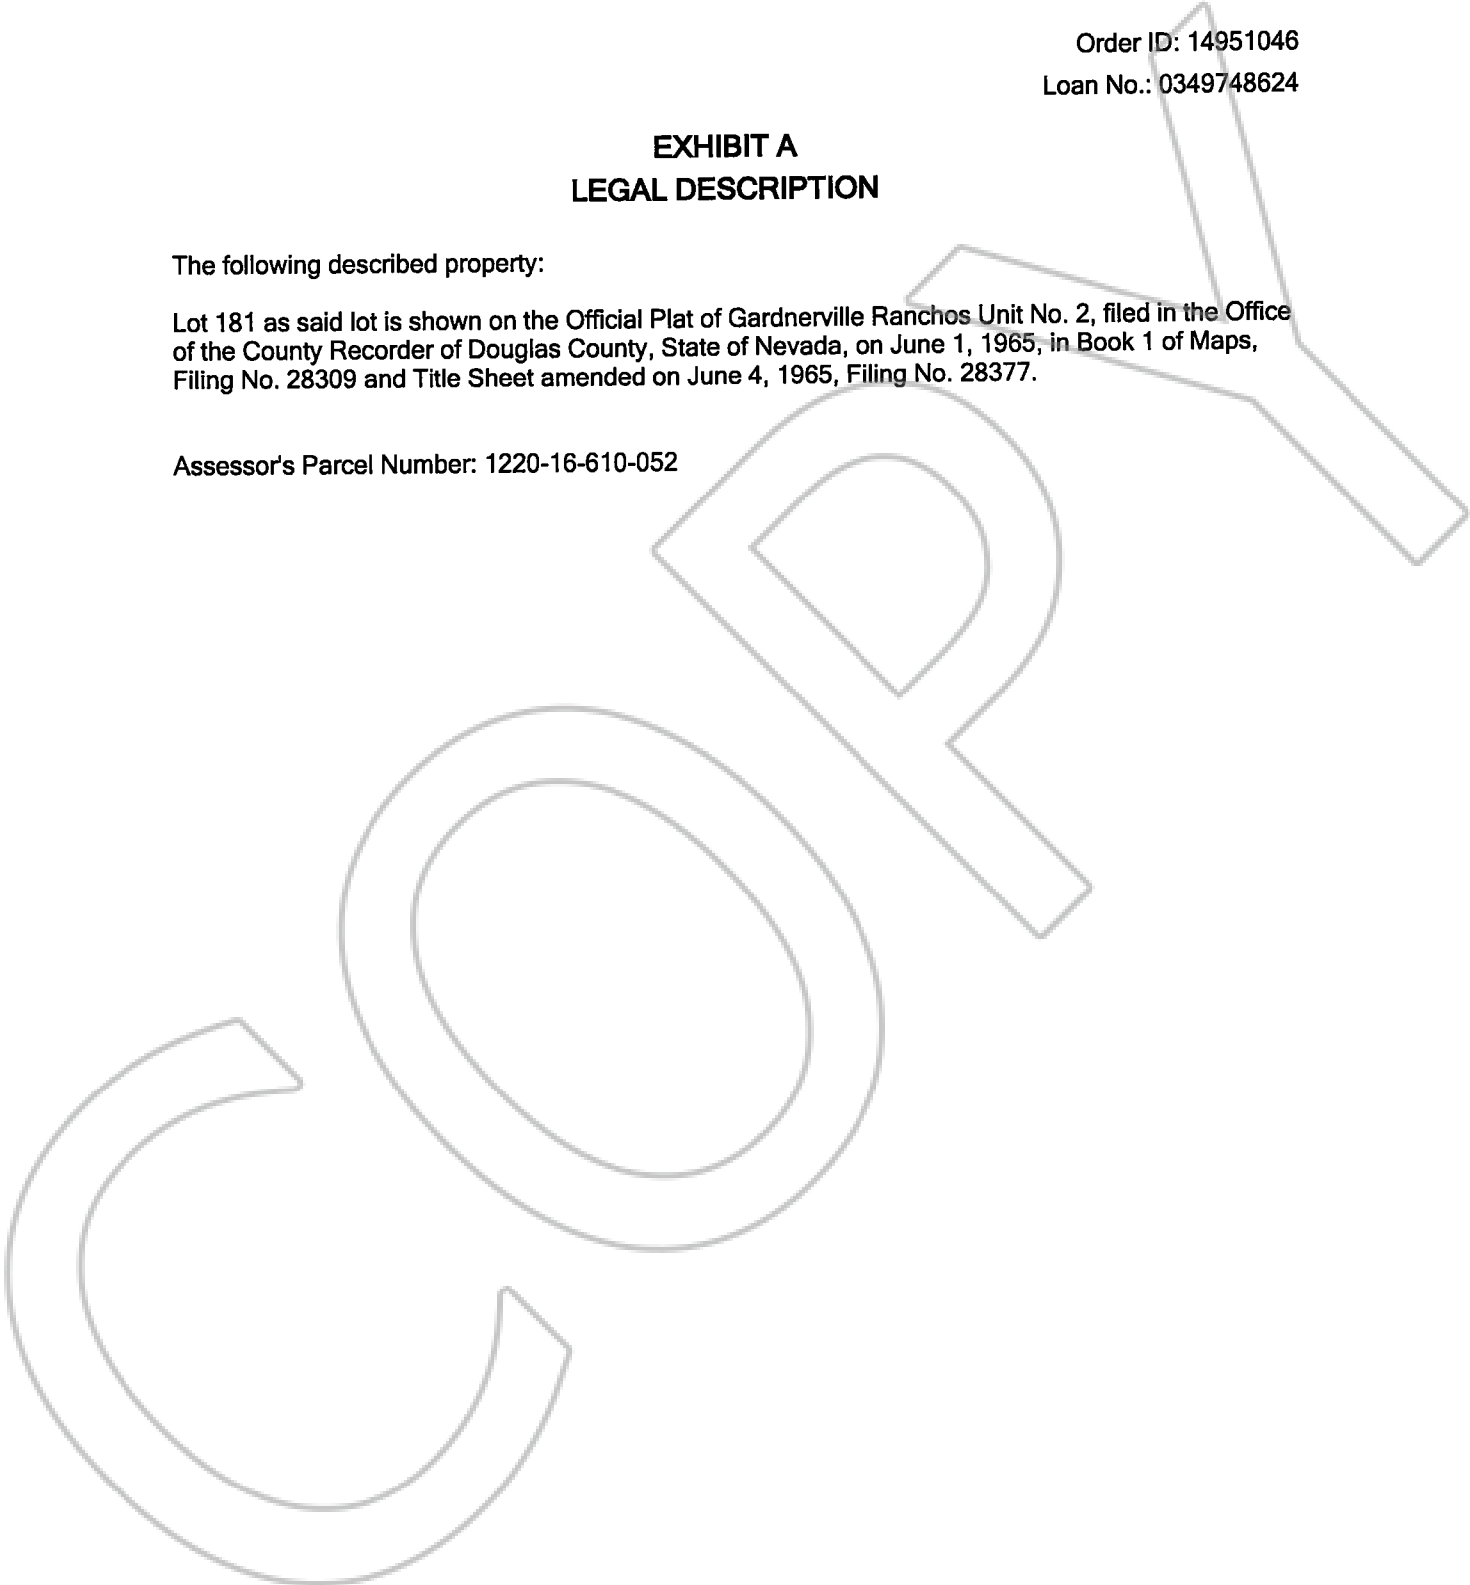 Order ID: 14951046
Loan No.: 0349748624
EXHIBIT A
LEGAL DESCRIPTION
The following described property:
Lot 181 as said lot is shown on the Official Plat of Gardnerville Ranchos Unit No. 2, filed in the Office
of the County Recorder of Douglas County, State of Nevada, on June 1, 1965, in Book 1 of Maps,
Filing No. 28309 and Title Sheet amended on June 4, 1965, Filing No. 28377.
Assessor's Parcel Number: 1220-16-610-052
COPY